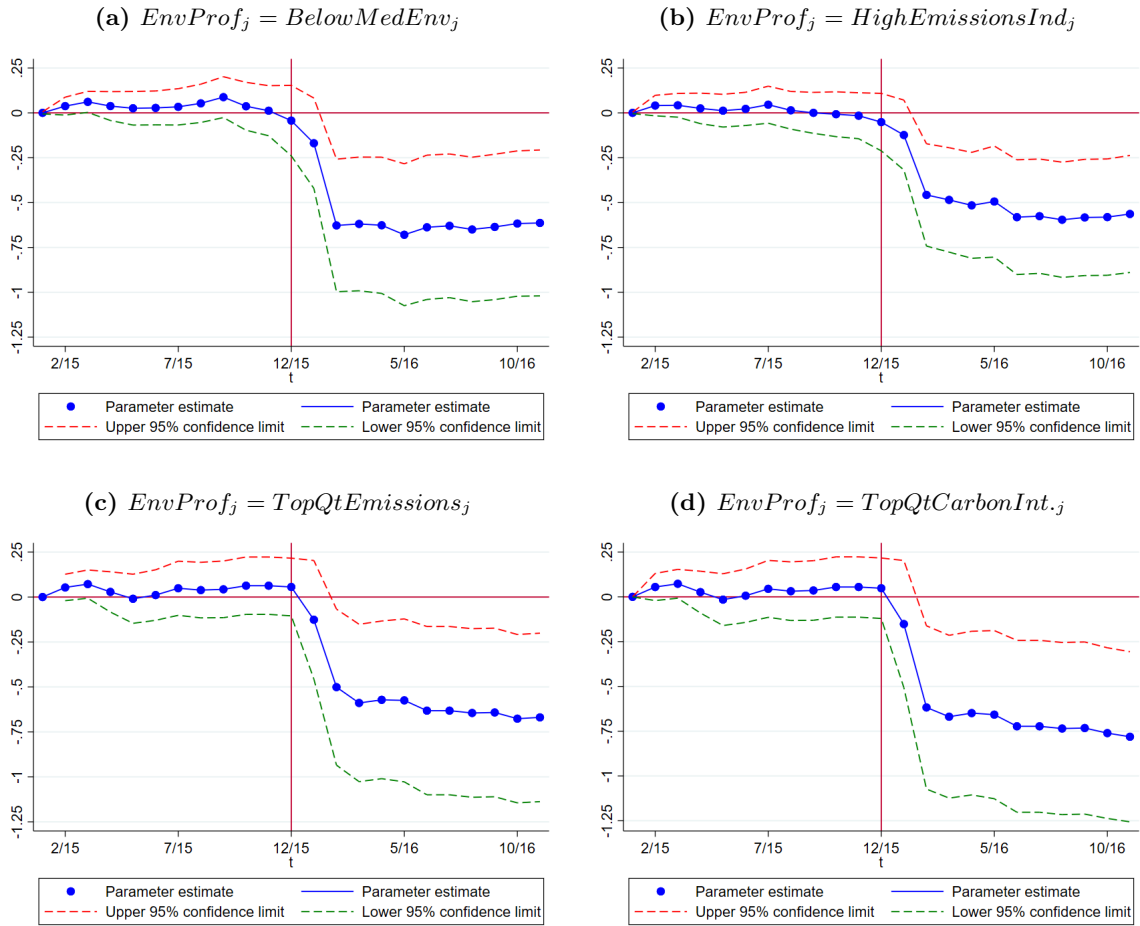 (a) EnvProf_j = BelowMedEnv_j
.25
0
-.25
-.5
-.75
-1
-1.25
2/15 7/15 12/15 5/16 10/16
t
Parameter estimate Parameter estimate
Upper 95% confidence limit Lower 95% confidence limit
(b) EnvProf_j = HighEmissionsInd_j
.25
0
-.25
-.5
-.75
-1
-1.25
2/15 7/15 12/15 5/16 10/16
t
Parameter estimate Parameter estimate
Upper 95% confidence limit Lower 95% confidence limit
(c) EnvProf_j = TopQtEmissions_j
.25
0
-.25
-.5
-.75
-1
-1.25
2/15 7/15 12/15 5/16 10/16
t
Parameter estimate Parameter estimate
Upper 95% confidence limit Lower 95% confidence limit
(d) EnvProf_j = TopQtCarbonInt._j
.25
0
-.25
-.5
-.75
-1
-1.25
2/15 7/15 12/15 5/16 10/16
t
Parameter estimate Parameter estimate
Upper 95% confidence limit Lower 95% confidence limit